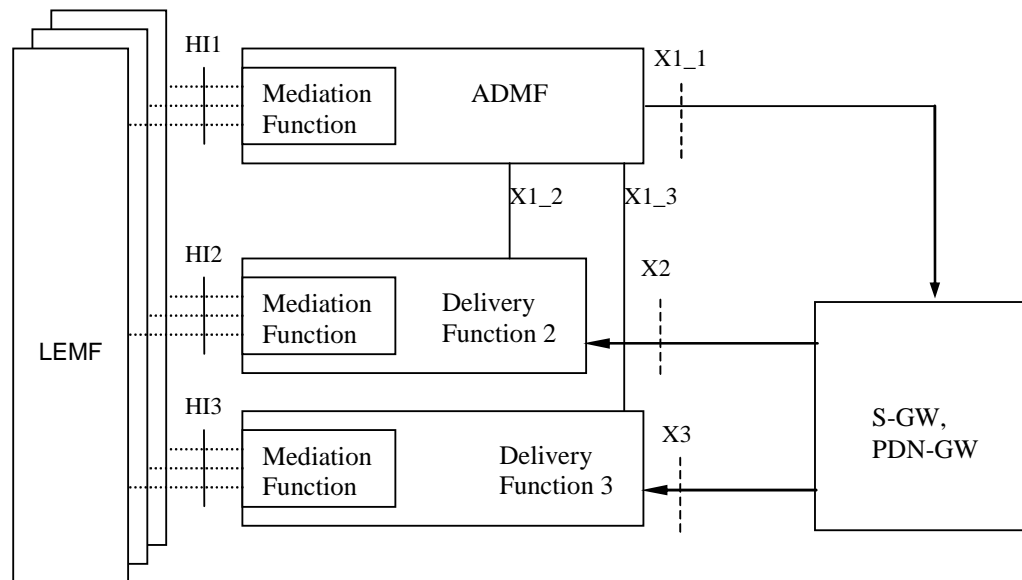 HI1
X1_1
Mediation
Function
ADMF
X1_2
X1_3
HI2
X2
Mediation
Function
Delivery
Function 2
LEMF
HI3
X3
Mediation
Function
Delivery
Function 3
S-GW,
PDN-GW